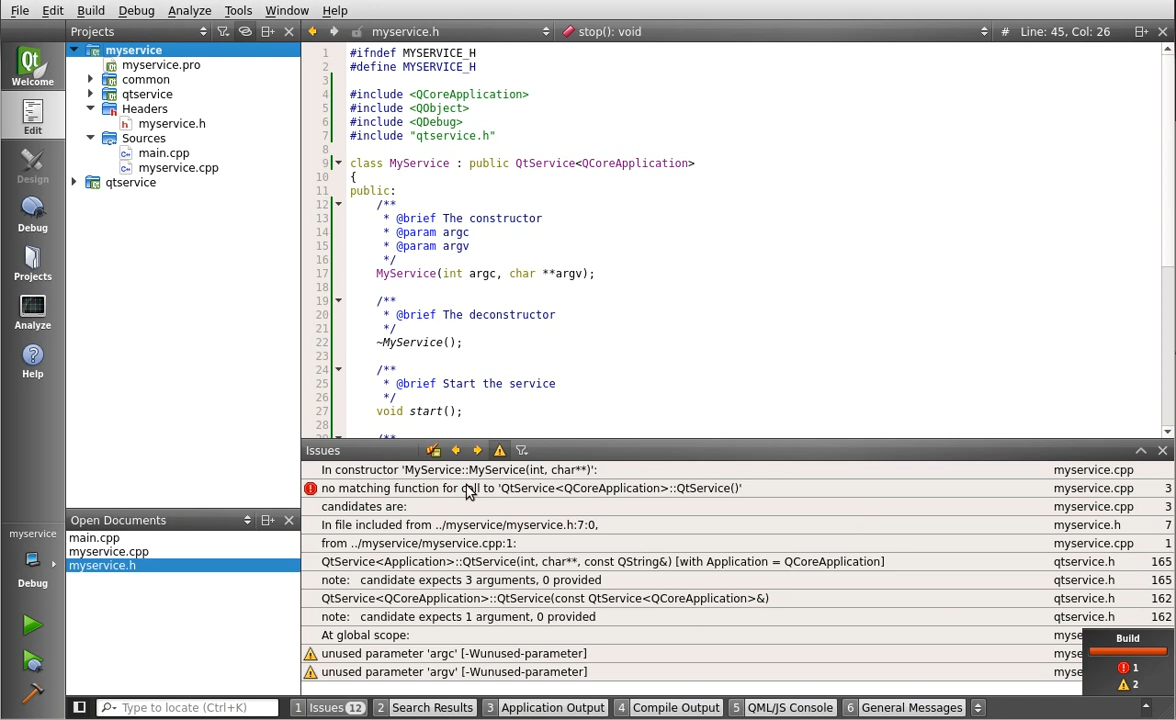 File Edit Build Debug Analyze Tools Window Help
Projects
myservice.h
stop(): void
# Line: 45, Col: 26
Welcome
Edit
Design
Debug
Projects
Analyze
Help
myservice
Debug
myservice
myservice.pro
common
qtservice
Headers
myservice.h
Sources
main.cpp
myservice.cpp
qtservice
Open Documents
main.cpp
myservice.cpp
myservice.h
1 #ifndef MYSERVICE_H
2 #define MYSERVICE_H
3
4 #include <QCoreApplication>
5 #include <QObject>
6 #include <QDebug>
7 #include "qtservice.h"
8
9 class MyService : public QtService<QCoreApplication>
10 {
11 public:
12 /**
13 * @brief The constructor
14 * @param argc
15 * @param argv
16 */
17 MyService(int argc, char **argv);
18
19 /**
20 * @brief The deconstructor
21 */
22 ~MyService();
23
24 /**
25 * @brief Start the service
26 */
27 void start();
28
/**
Issues
In constructor 'MyService::MyService(int, char**)': myservice.cpp
no matching function for call to 'QtService<QCoreApplication>::QtService()' myservice.cpp 3
candidates are: myservice.cpp 3
In file included from ../myservice/myservice.h:7:0, myservice.h 7
from ../myservice/myservice.cpp:1: myservice.cpp 1
QtService<Application>::QtService(int, char**, const QString&) [with Application = QCoreApplication] qtservice.h 165
note: candidate expects 3 arguments, 0 provided qtservice.h 165
QtService<QCoreApplication>::QtService(const QtService<QCoreApplication>&) qtservice.h 162
note: candidate expects 1 argument, 0 provided qtservice.h 162
At global scope: myse
unused parameter 'argc' [-Wunused-parameter] myse
unused parameter 'argv' [-Wunused-parameter] myse
Build
1
2
Type to locate (Ctrl+K) 1 Issues 12 2 Search Results 3 Application Output 4 Compile Output 5 QML/JS Console 6 General Messages